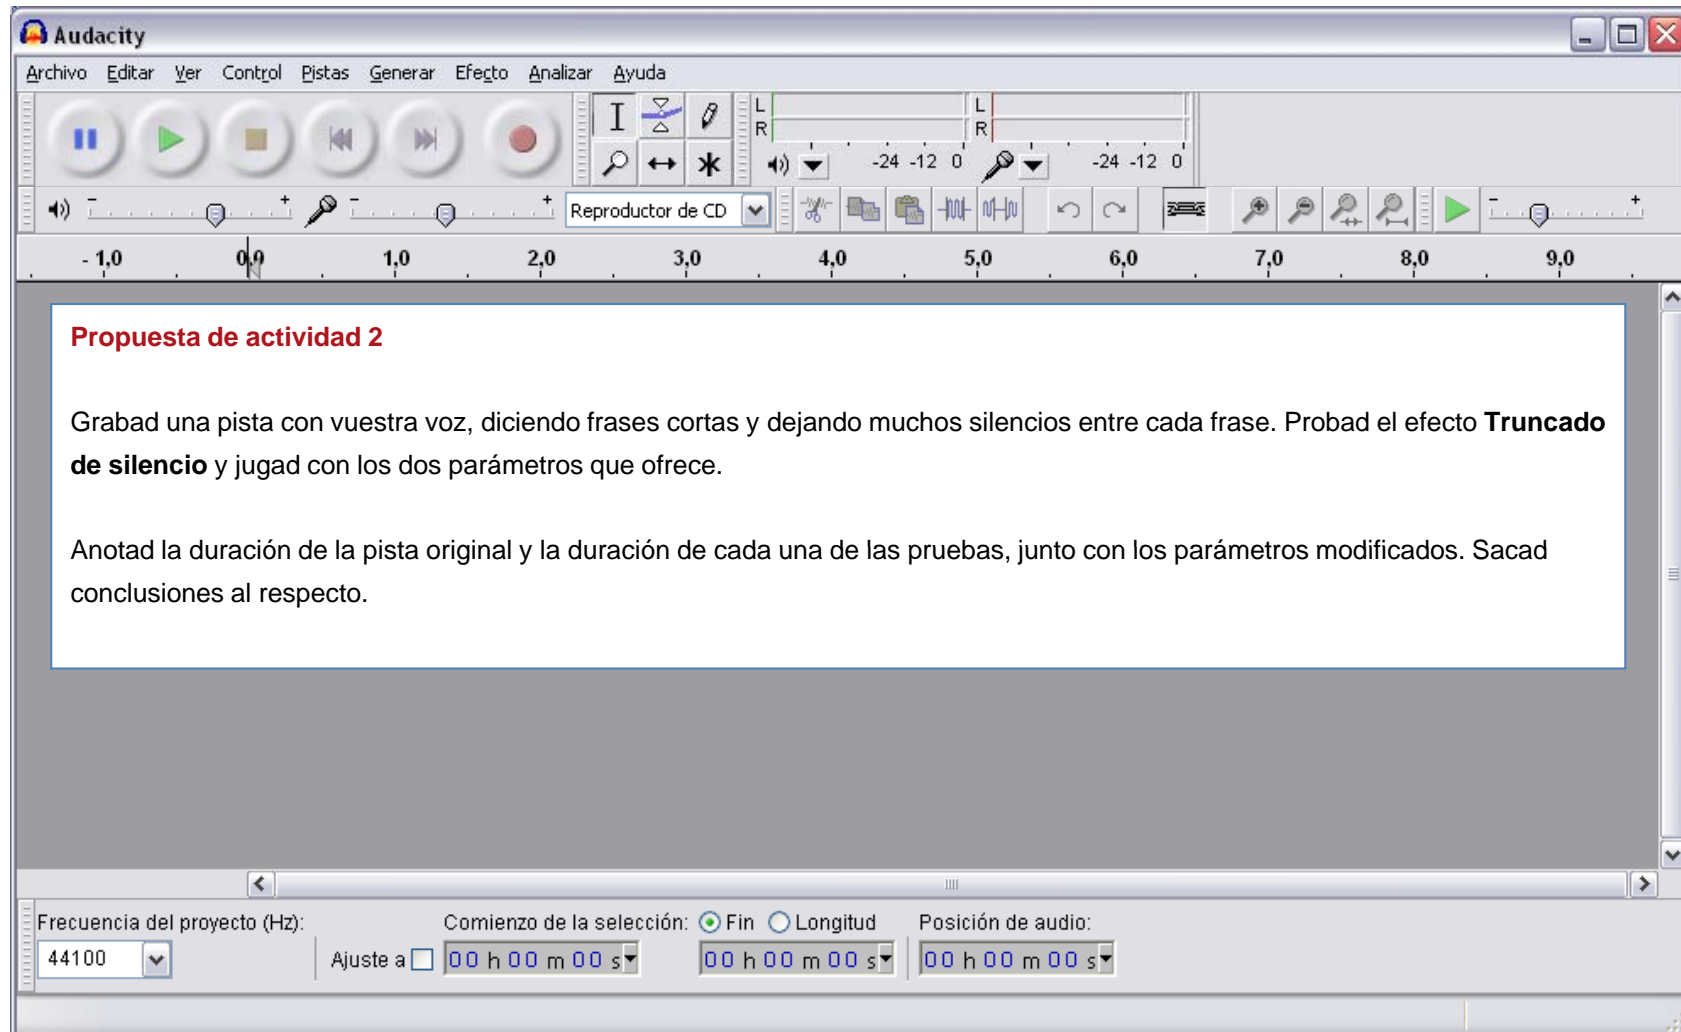 Audacity
Archivo Editar Ver Control Pistas Generar Efecto Analizar Ayuda
L
R
-24 -12 0
L
R
-24 -12 0
- + - + Reproductor de CD - +
- 1,0 0,0 1,0 2,0 3,0 4,0 5,0 6,0 7,0 8,0 9,0
Propuesta de actividad 2
Grabad una pista con vuestra voz, diciendo frases cortas y dejando muchos silencios entre cada frase. Probad el efecto Truncado
de silencio y jugad con los dos parámetros que ofrece.
Anotad la duración de la pista original y la duración de cada una de las pruebas, junto con los parámetros modificados. Sacad
conclusiones al respecto.
Frecuencia del proyecto (Hz): Comienzo de la selección: Fin Longitud Posición de audio:
44100 Ajuste a 00 h 00 m 00 s 00 h 00 m 00 s 00 h 00 m 00 s